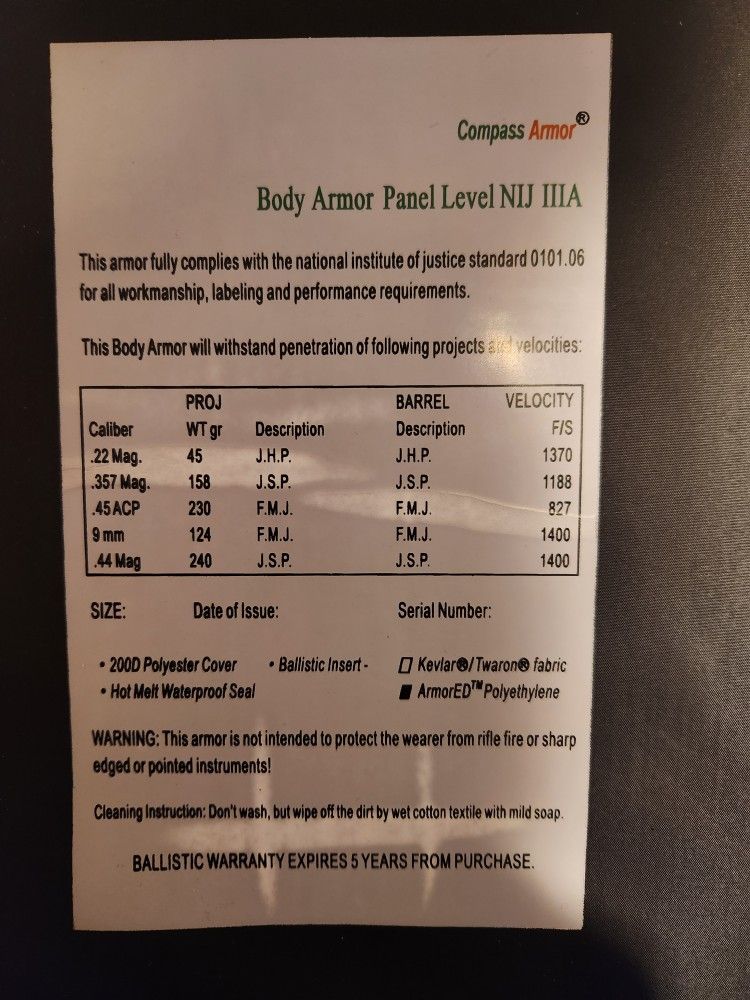 Compass Armor®
Body Armor Panel Level NIJ IIIA
This armor fully complies with the national institute of justice standard 0101.06
for all workmanship, labeling and performance requirements.
This Body Armor will withstand penetration of following projects and velocities:
PROJ BARREL VELOCITY
Caliber WT gr Description Description F/S
.22 Mag. 45 J.H.P. J.H.P. 1370
.357 Mag. 158 J.S.P. J.S.P. 1188
.45 ACP 230 F.M.J. F.M.J. 827
9 mm 124 F.M.J. F.M.J. 1400
.44 Mag 240 J.S.P. J.S.P. 1400
SIZE: Date of Issue: Serial Number:
• 200D Polyester Cover • Ballistic Insert - Kevlar®/Twaron® fabric
• Hot Melt Waterproof Seal ArmorED™ Polyethylene
WARNING: This armor is not intended to protect the wearer from rifle fire or sharp
edged or pointed instruments!
Cleaning Instruction: Don't wash, but wipe off the dirt by wet cotton textile with mild soap.
BALLISTIC WARRANTY EXPIRES 5 YEARS FROM PURCHASE.